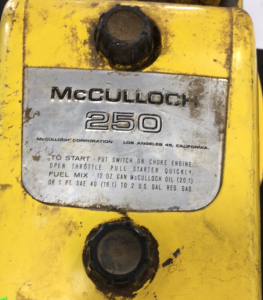 McCULLOCH
250
McCULLOCH CORPORATION LOS ANGELES 45, CALIFORNIA
TO START - PUT SWITCH ON CHOKE ENGINE.
OPEN THROTTLE. PULL STARTER QUICKLY.
FUEL MIX - 12 OZ. CAN McCULLOCH OIL (20:1)
OR 1 PT. SAE 40 (16:1) TO 2 U.S. GAL. REG. GAS.